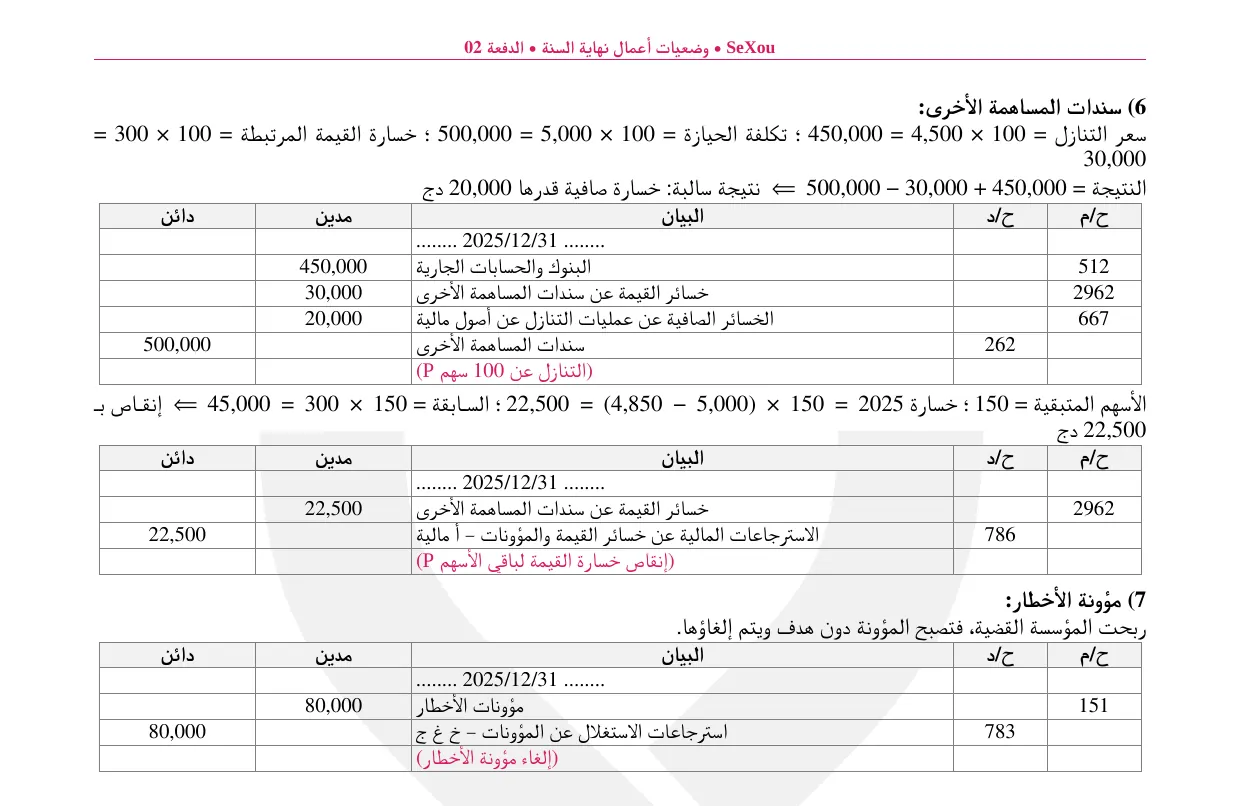 SeXou • وضعيات أعمال نهاية السنة • الدفعة 02
6) سندات المساهمة الأخرى:
سعر التنازل = 100 × 4,500 = 450,000 ؛ تكلفة الحيازة = 100 × 5,000 = 500,000 ؛ خسارة القيمة المرتبطة = 100 × 300 =
30,000
النتيجة = 450,000 + 30,000 − 500,000 ⟸ نتيجة سالبة: خسارة صافية قدرها 20,000 دج
ح/م ح/د البيان مدين دائن
........ 2025/12/31 ........
512 البنوك والحسابات الجارية 450,000
2962 خسائر القيمة عن سندات المساهمة الأخرى 30,000
667 الخسائر الصافية عن عمليات التنازل عن أصول مالية 20,000
262 سندات المساهمة الأخرى 500,000
(التنازل عن 100 سهم P)
الأسهم المتبقية = 150 ؛ خسارة 2025 = 150 × (5,000 − 4,850) = 22,500 ؛ السابقة = 150 × 300 = 45,000 ⟸ إنقاص بـ
22,500 دج
ح/م ح/د البيان مدين دائن
........ 2025/12/31 ........
2962 خسائر القيمة عن سندات المساهمة الأخرى 22,500
786 الاسترجاعات المالية عن خسائر القيمة والمؤونات – أ مالية 22,500
(إنقاص خسارة القيمة لباقي الأسهم P)
7) مؤونة الأخطار:
ربحت المؤسسة القضية، فتصبح المؤونة دون هدف ويتم إلغاؤها.
ح/م ح/د البيان مدين دائن
........ 2025/12/31 ........
151 مؤونات الأخطار 80,000
783 استرجاعات الاستغلال عن المؤونات – خ غ ج 80,000
(إلغاء مؤونة الأخطار)